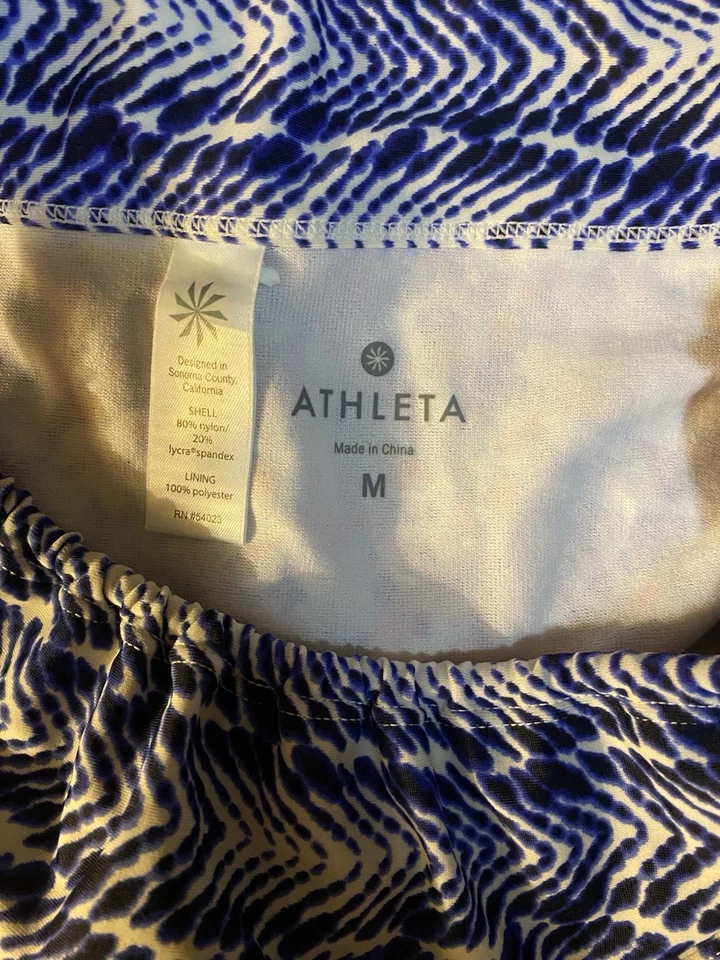 Designed in
Sonoma County,
California
SHELL
80% nylon/
20%
lycra®spandex
LINING
100% polyester
RN #54023
ATHLETA
Made in China
M